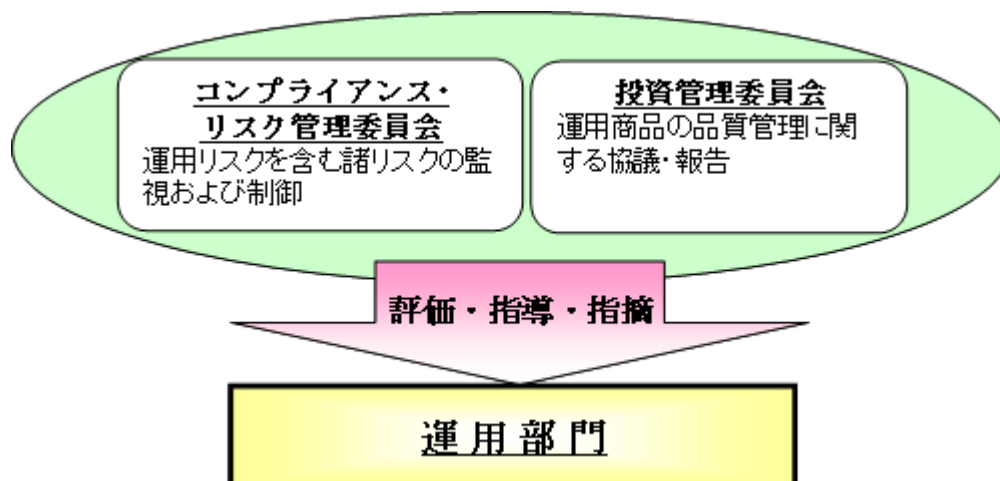 コンプライアンス・
リスク管理委員会
運用リスクを含む諸リスクの監
視および制御
投資管理委員会
運用商品の品質管理に関
する協議・報告
評価・指導・指摘
運用部門